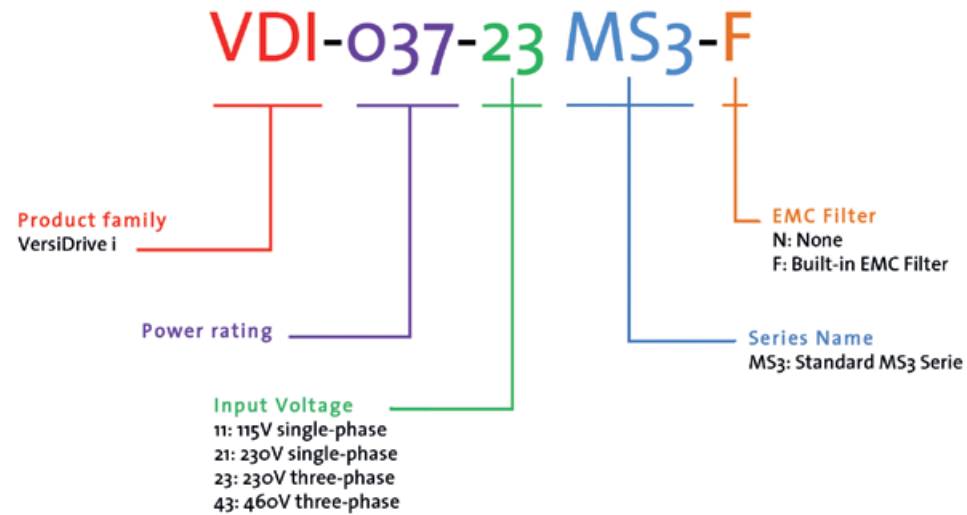 VDI-037-23 MS3-F
Product family
VersiDrive i
EMC Filter
N: None
F: Built-in EMC Filter
Power rating
Series Name
MS3: Standard MS3 Serie
Input Voltage
11: 115V single-phase
21: 230V single-phase
23: 230V three-phase
43: 460V three-phase